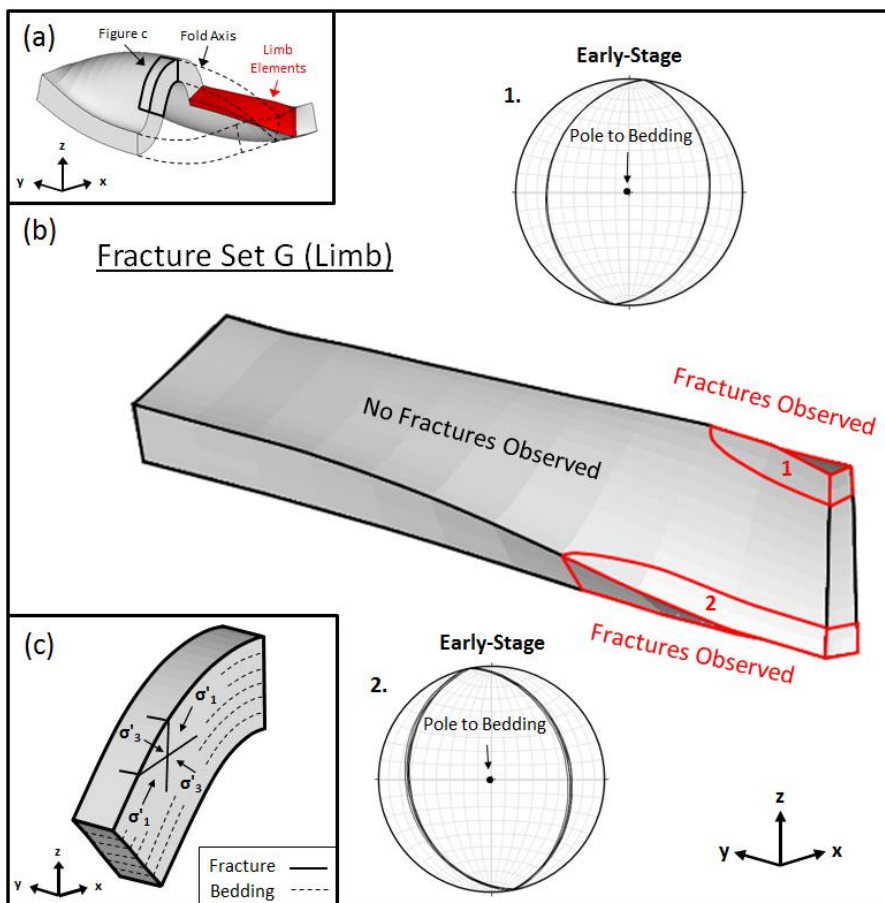 (a)
Figure c
Fold Axis
Limb
Elements
z
y
x
Early-Stage
1.
Pole to Bedding
(b)
Fracture Set G (Limb)
No Fractures Observed
Fractures Observed
1
2
Fractures Observed
(c)
σ'1
σ'3
σ'3
σ'1
z
y
x
Fracture
Bedding
Early-Stage
2.
Pole to Bedding
z
y
x